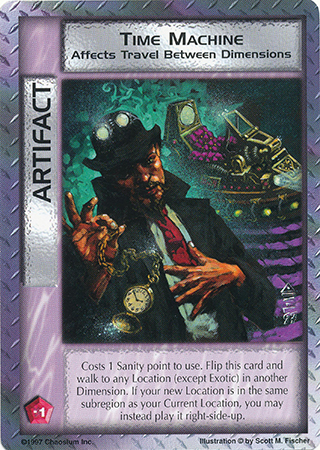 TIME MACHINE
AFFECTS TRAVEL BETWEEN DIMENSIONS
ARTIFACT
Costs 1 Sanity point to use. Flip this card and
walk to any Location (except Exotic) in another
Dimension. If your new Location is in the same
subregion as your Current Location, you may
instead play it right-side-up.
-1
©1997 Chaosium Inc.
Illustration © by Scott M. Fischer